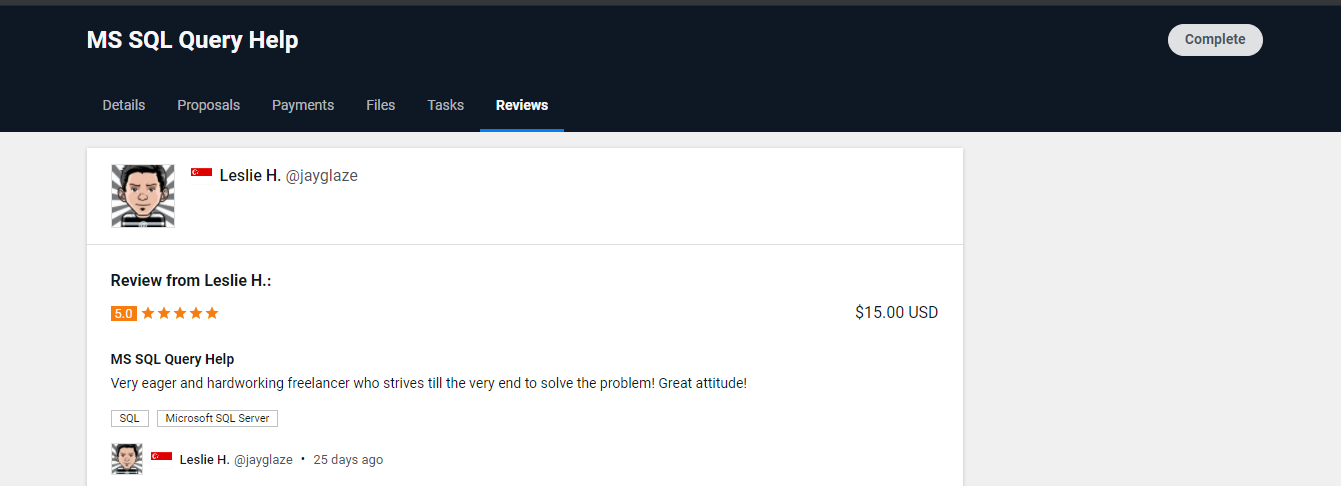 MS SQL Query Help
Complete
Details Proposals Payments Files Tasks Reviews
Leslie H. @jayglaze
Review from Leslie H.:
5.0 $15.00 USD
MS SQL Query Help
Very eager and hardworking freelancer who strives till the very end to solve the problem! Great attitude!
SQL Microsoft SQL Server
Leslie H. @jayglaze • 25 days ago